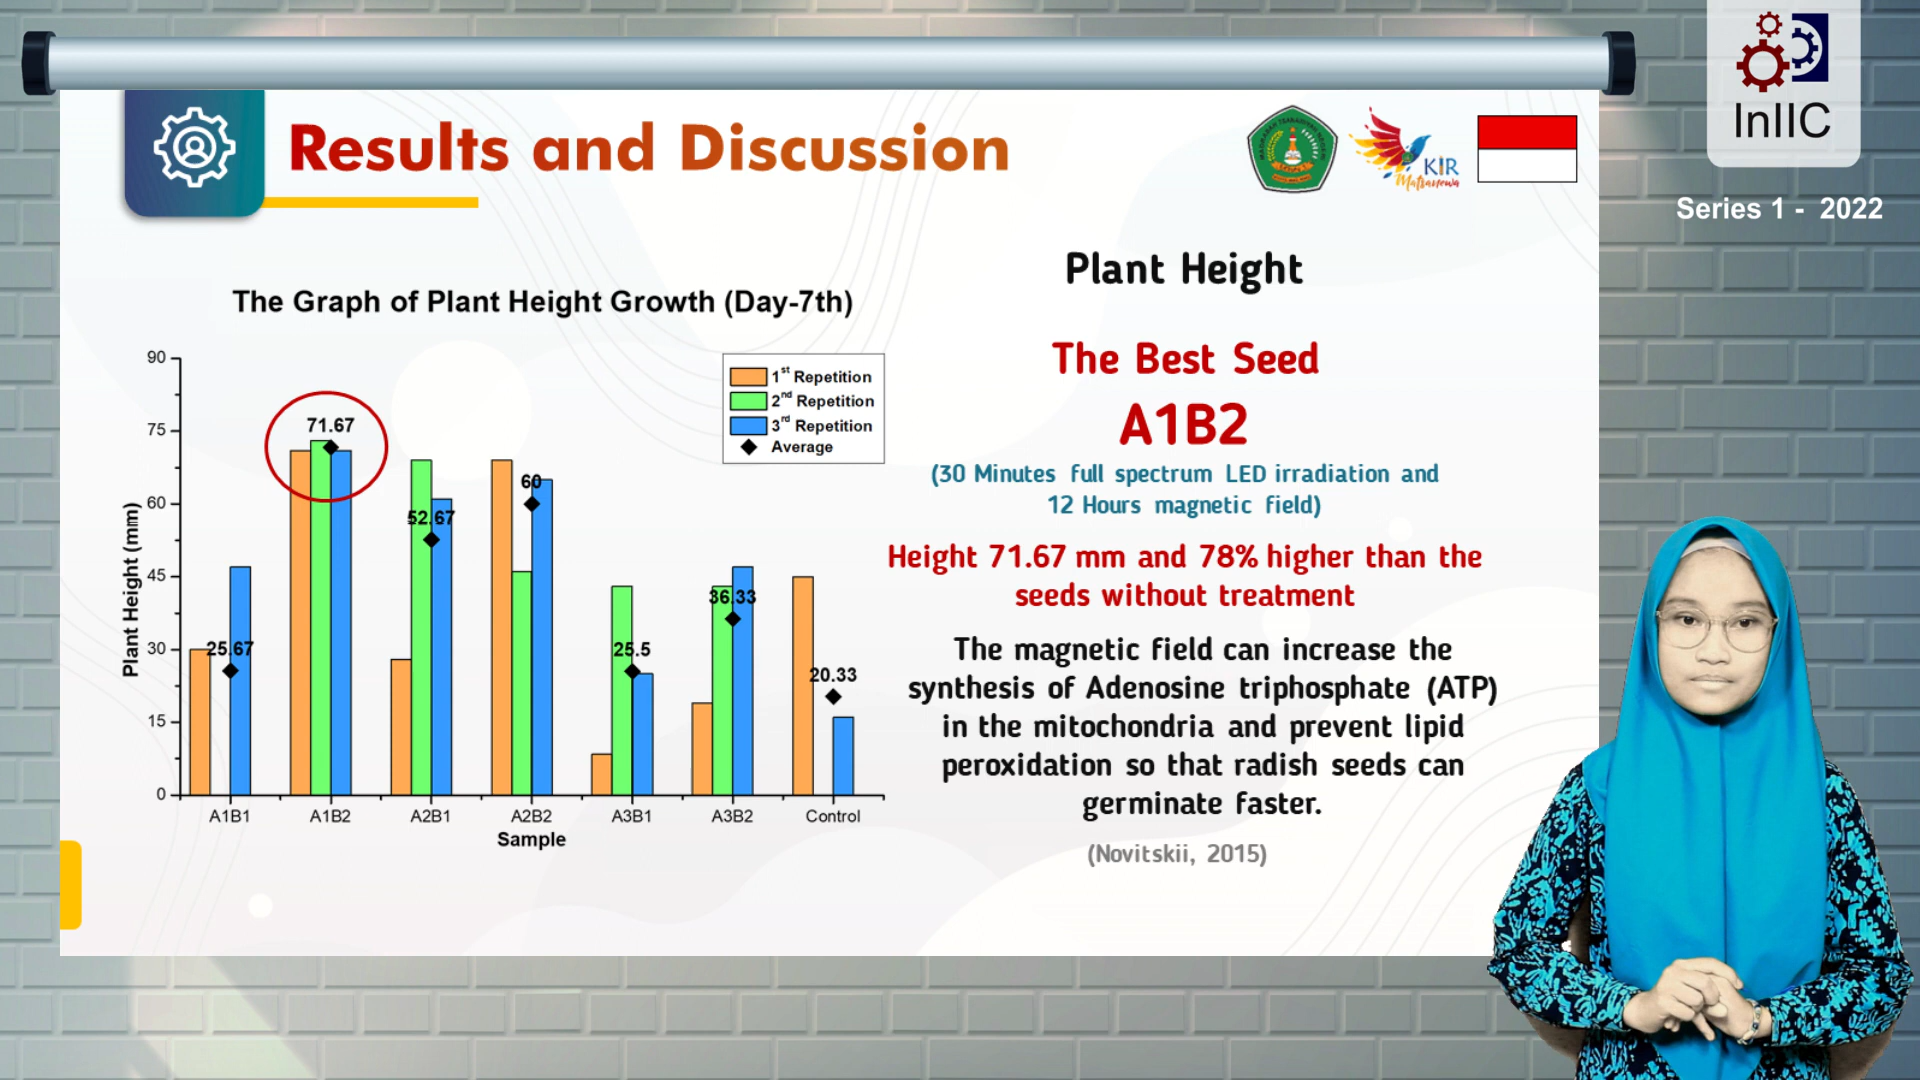 Results and Discussion
KIR
Matsanewa
InIIC
Series 1 - 2022
The Graph of Plant Height Growth (Day-7th)
Plant Height (mm)
90
75
60
45
30
15
0
1st Repetition
2nd Repetition
3rd Repetition
Average
25.67
71.67
52.67
60
25.5
36.33
20.33
A1B1
A1B2
A2B1
A2B2
A3B1
A3B2
Control
Sample
Plant Height
The Best Seed
A1B2
(30 Minutes full spectrum LED irradiation and
12 Hours magnetic field)
Height 71.67 mm and 78% higher than the
seeds without treatment
The magnetic field can increase the
synthesis of Adenosine triphosphate (ATP)
in the mitochondria and prevent lipid
peroxidation so that radish seeds can
germinate faster.
(Novitskii, 2015)